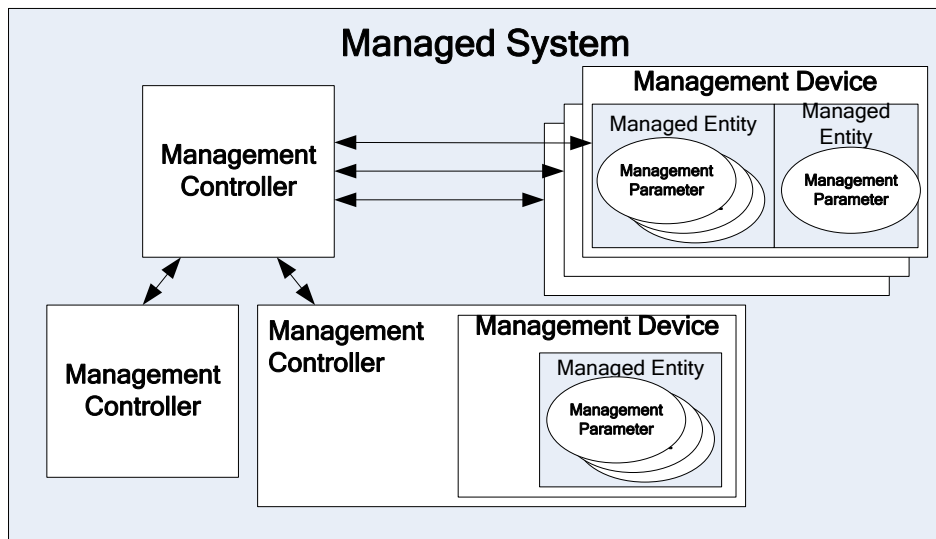 Managed System
Management
Controller
Management Device
Managed Entity
Management
Parameter
Managed
Entity
Management
Parameter
Management
Controller
Management
Controller
Management Device
Managed Entity
Management
Parameter